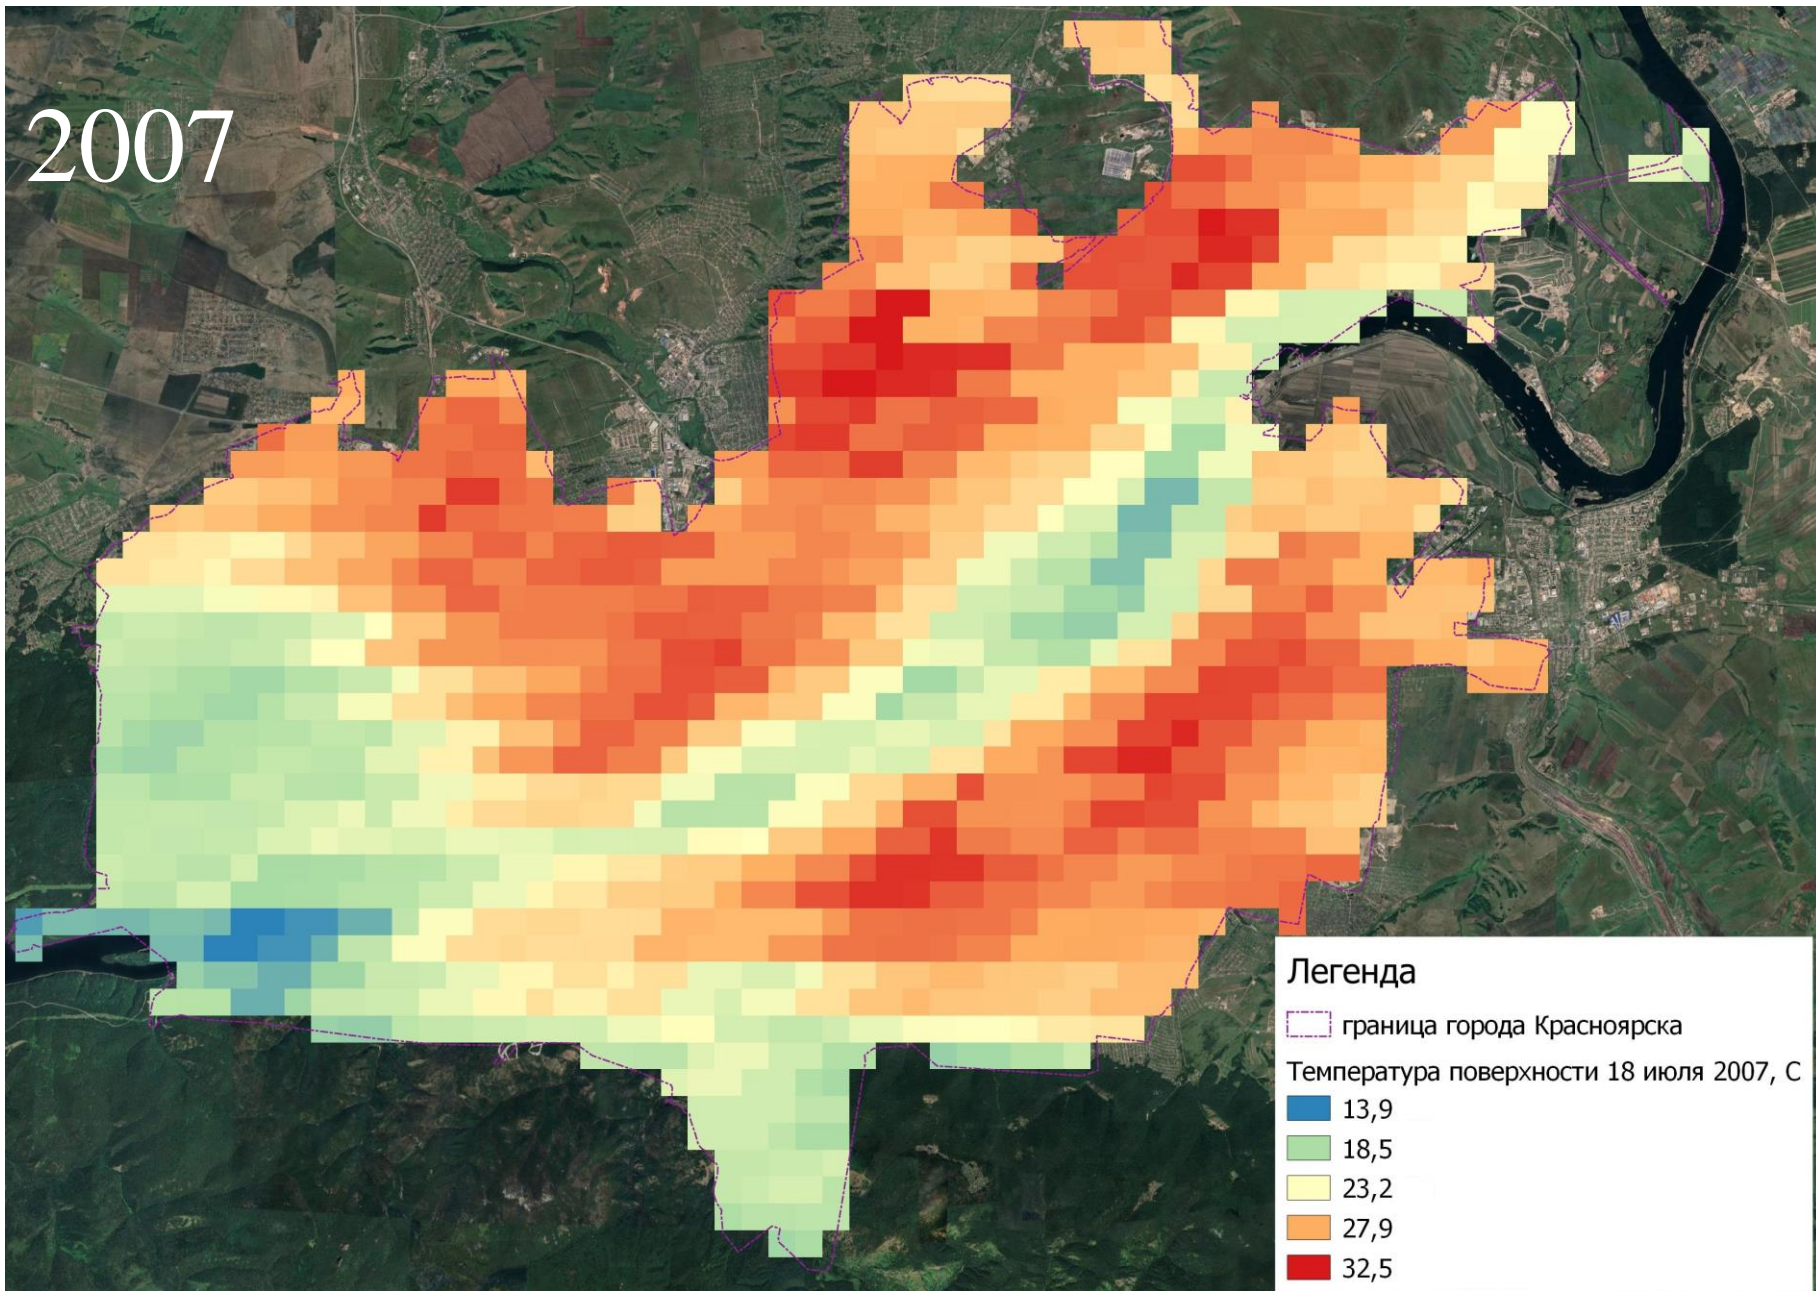 2007
Легенда
граница города Красноярска
Температура поверхности 18 июля 2007, С
13,9
18,5
23,2
27,9
32,5